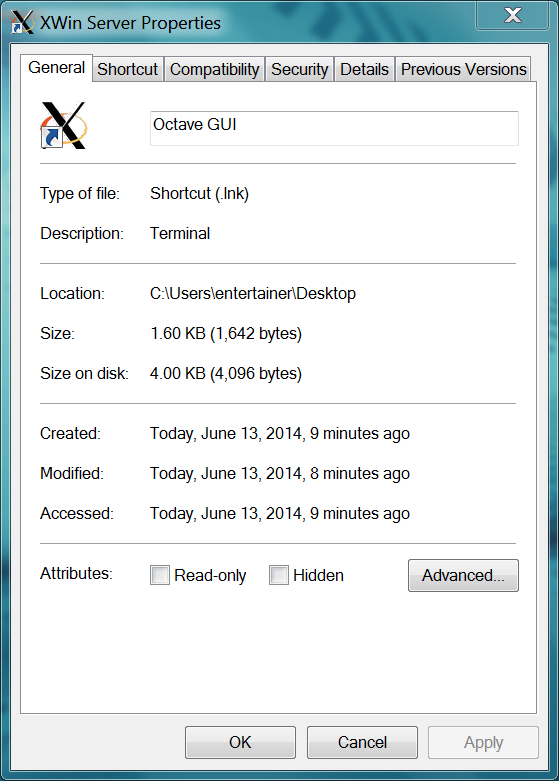 XWin Server Properties
General Shortcut Compatibility Security Details Previous Versions
Octave GUI
Type of file: Shortcut (.lnk)
Description: Terminal
Location: C:\Users\entertainer\Desktop
Size: 1.60 KB (1,642 bytes)
Size on disk: 4.00 KB (4,096 bytes)
Created: Today, June 13, 2014, 9 minutes ago
Modified: Today, June 13, 2014, 8 minutes ago
Accessed: Today, June 13, 2014, 9 minutes ago
Attributes: Read-only Hidden Advanced...
OK Cancel Apply